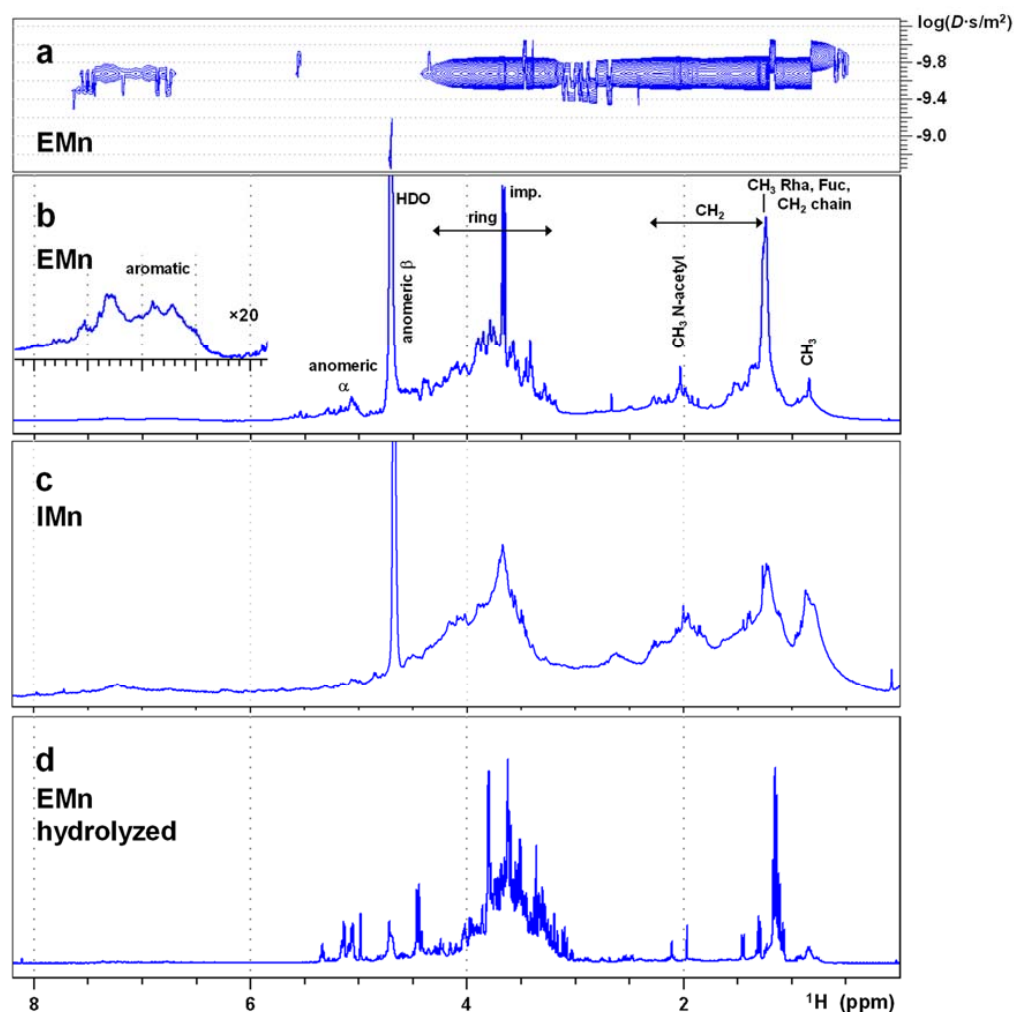 log(D·s/m²)
a
-9.8
-9.4
-9.0
EMn
b
EMn
aromatic
×20
HDO
anomeric β
anomeric
α
ring
imp.
CH₂
CH₃ N-acetyl
CH₃ Rha, Fuc,
CH₂ chain
CH₃
c
IMn
d
EMn
hydrolyzed
8 6 4 2 ¹H (ppm)